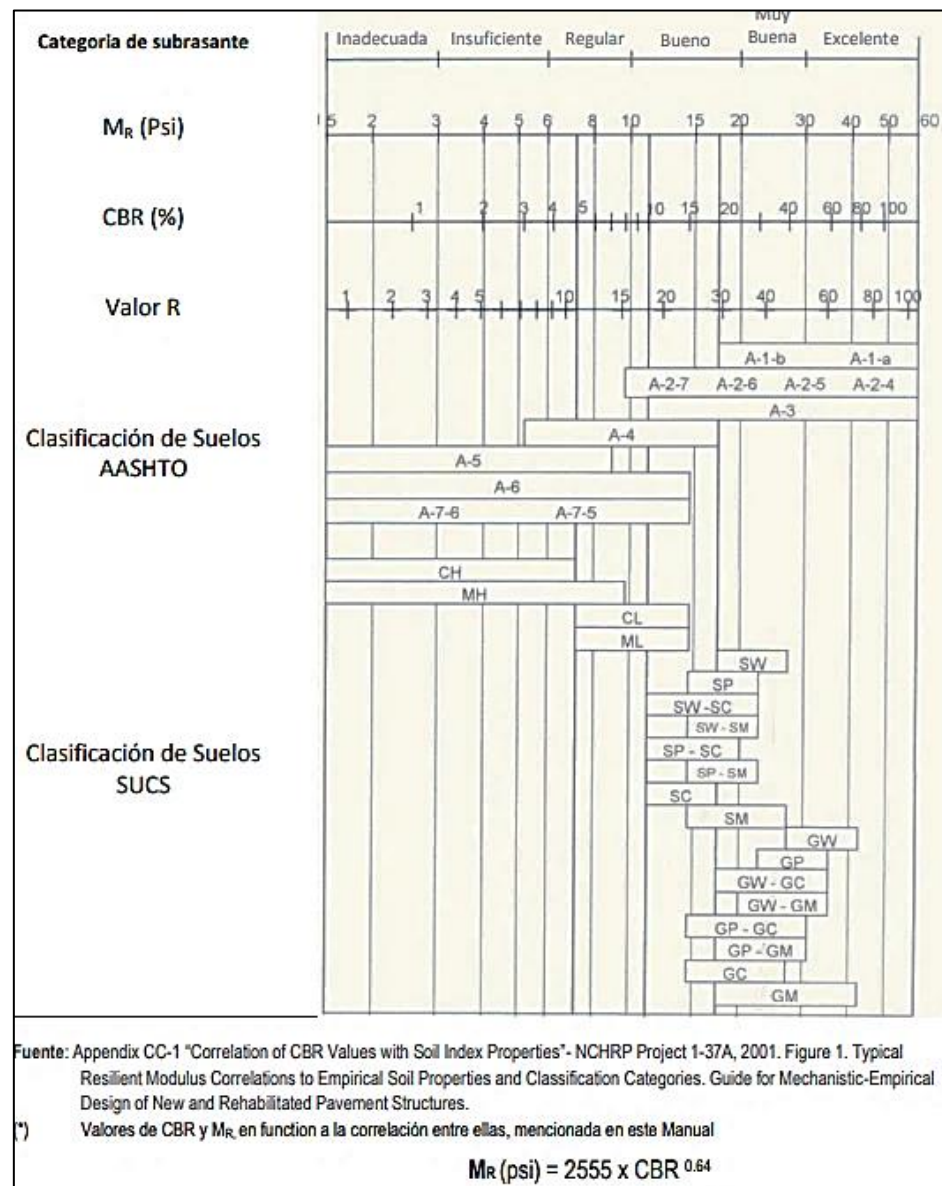 Muy
Categoria de subrasante Inadecuada Insuficiente Regular Bueno Buena Excelente
MR (Psi) 5 2 3 4 5 6 8 10 15 20 30 40 50 60
CBR (%) 1 2 3 4 5 10 15 20 40 60 80 100
Valor R 1 2 3 4 5 10 15 20 30 40 60 80 100
A-1-b A-1-a
A-2-7 A-2-6 A-2-5 A-2-4
A-3
Clasificación de Suelos
AASHTO
A-4
A-5
A-6
A-7-6 A-7-5
CH
MH
CL
ML
SW
SP
SW-SC
SW-SM
Clasificación de Suelos
SUCS
SP - SC
SP-SM
SC
SM
GW
GP
GW - GC
GW - GM
GP - GC
GP - GM
GC
GM
Fuente: Appendix CC-1 "Correlation of CBR Values with Soil Index Properties"- NCHRP Project 1-37A, 2001. Figure 1. Typical
Resilient Modulus Correlations to Empirical Soil Properties and Classification Categories. Guide for Mechanistic-Empirical
Design of New and Rehabilitated Pavement Structures.
(*) Valores de CBR y MR, en function a la correlación entre ellas, mencionada en este Manual
MR (psi) = 2555 x CBR 0.64